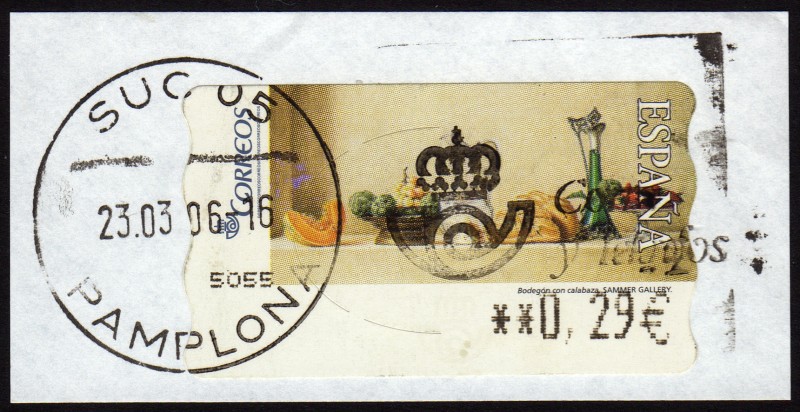 SUC 05
23.03 06 16
5055
PAMPLONA
CORREOS
ESPAÑA
Bodegón con calabaza. SAMMER GALLERY.
**0,29€